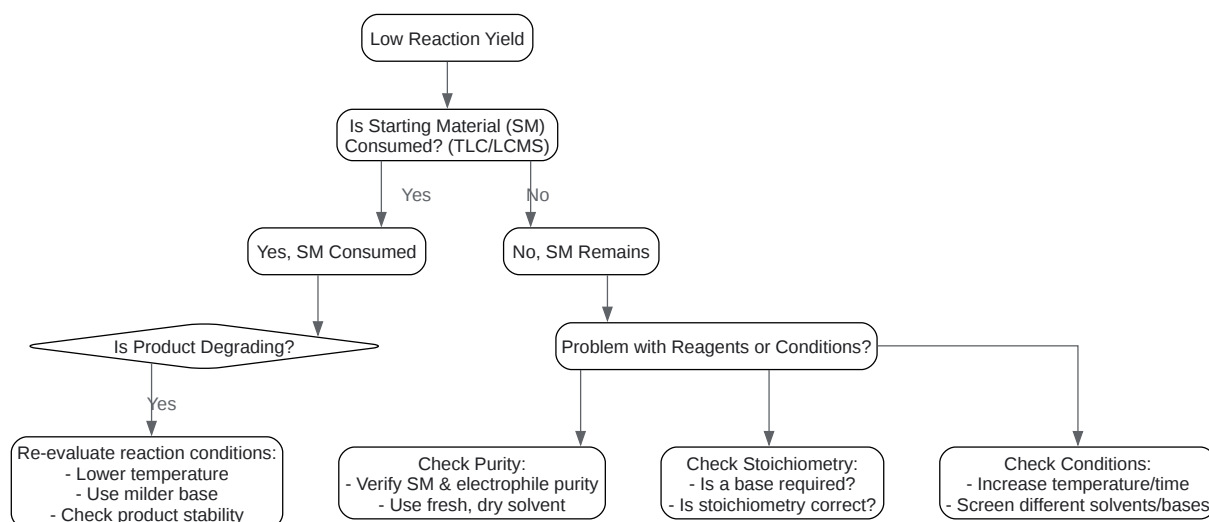 Low Reaction Yield
Is Starting Material (SM)
Consumed? (TLC/LCMS)
Yes
No
Yes, SM Consumed
No, SM Remains
Is Product Degrading?
Problem with Reagents or Conditions?
Yes
Re-evaluate reaction conditions:
- Lower temperature
- Use milder base
- Check product stability
Check Purity:
- Verify SM & electrophile purity
- Use fresh, dry solvent
Check Stoichiometry:
- Is a base required?
- Is stoichiometry correct?
Check Conditions:
- Increase temperature/time
- Screen different solvents/bases